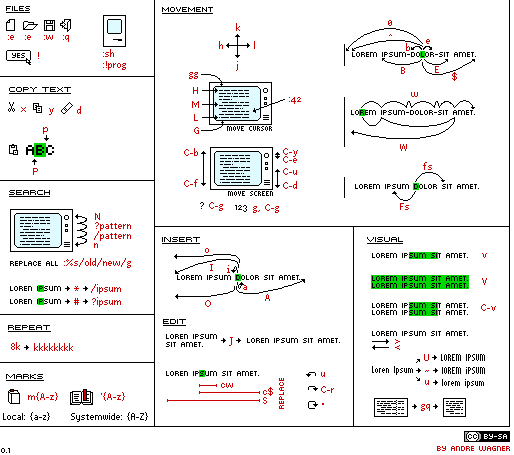 FILES
:e :e :w :q
YES !
:sh
:!prog
COPY TEXT
x y d
p
ABC
P
SEARCH
N
?pattern
/pattern
n
REPLACE ALL :%s/old/new/g
LOREM IPSUM * /ipsum
LOREM IPSUM # ?ipsum
REPEAT
8k kkkkkkkk
MARKS
m{A-z} '{A-z}
Local: {a-z} Systemwide: {A-Z}
0.1
MOVEMENT
k
h l
j
gg
H
M
L
G
:42
MOVE CURSOR
C-b
C-f
C-y
C-e
C-u
C-d
MOVE SCREEN
? C-g 123 g, C-g
0
^
b e
LOREM IPSUM-DOLOR-SIT AMET.
B E $
w
LOREM IPSUM-DOLOR-SIT AMET.
W
fs
LOREM IPSUM DOLOR SIT AMET.
Fs
INSERT
o
I i
LOREM IPSUM DOLOR SIT AMET.
a
O A
EDIT
LOREM IPSUM
SIT AMET. J LOREM IPSUM SIT AMET.
LOREM IPSUM SIT AMET.
cw
c$
S
REPLACE
u
C-r
.
VISUAL
LOREM IPSUM SIT AMET. v
LOREM IPSUM SIT AMET.
LOREM IPSUM SIT AMET. V
LOREM IPSUM SIT AMET.
LOREM IPSUM SIT AMET. C-v
LOREM IPSUM SIT AMET.
>
<
U LOREM IPSUM
Lorem Ipsum ~ lOREM iPSUM
u lorem ipsum
gq
CC BY-SA
BY ANDRE WAGNER